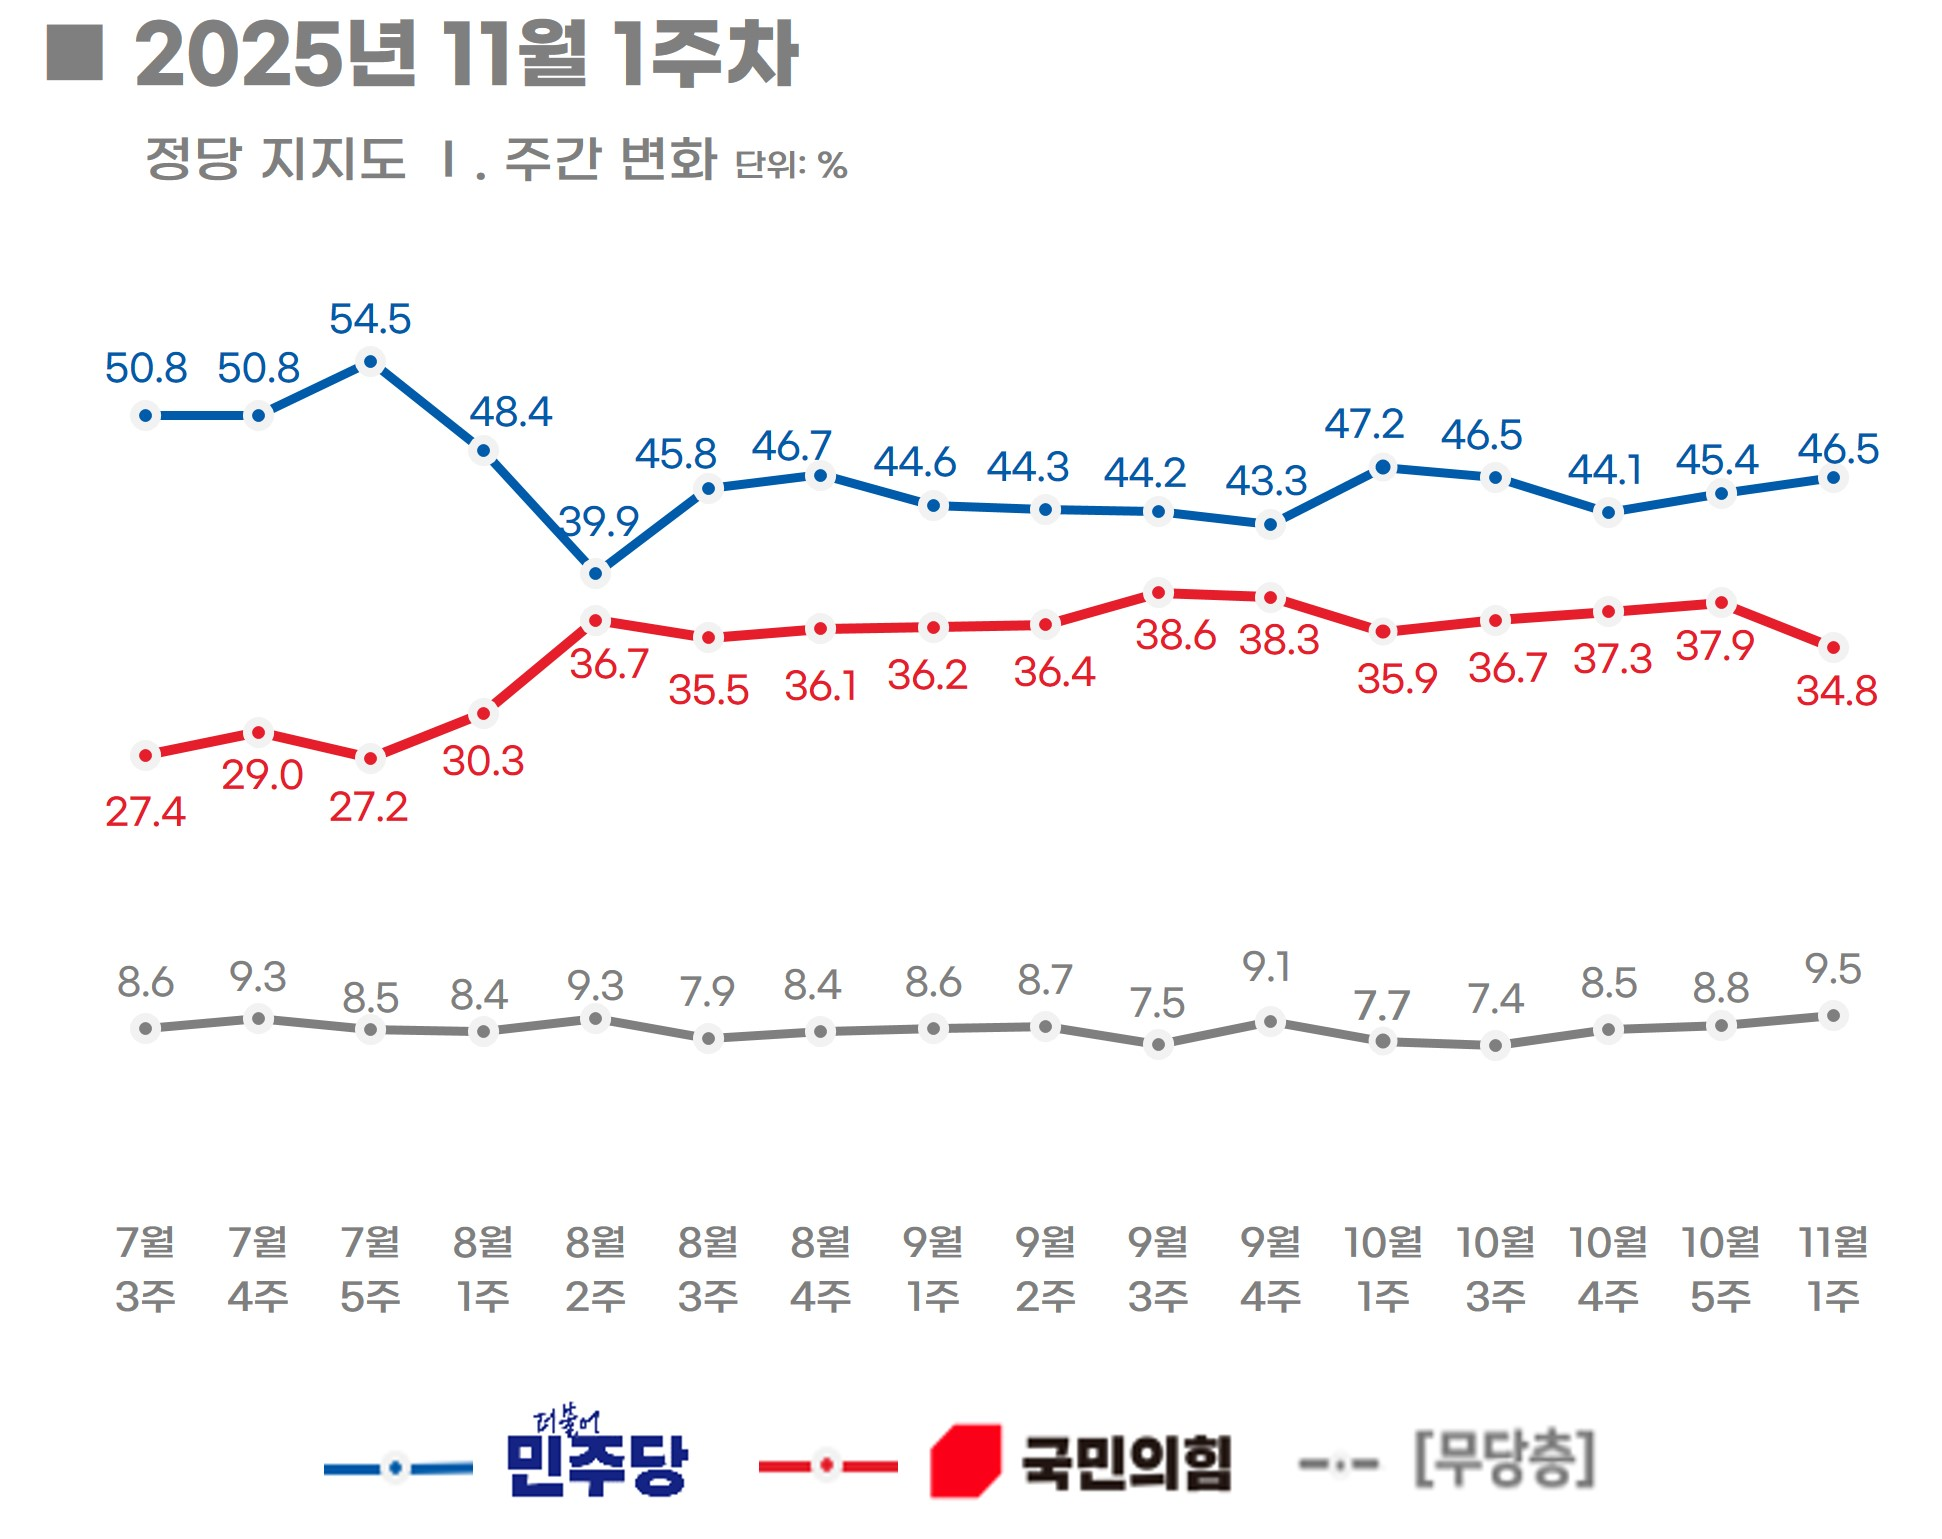 ■ 2025년 11월 1주차
정당 지지도 Ⅰ. 주간 변화 단위: %
50.8 50.8 54.5 48.4 39.9 45.8 46.7 44.6 44.3 44.2 43.3 47.2 46.5 44.1 45.4 46.5
27.4 29.0 27.2 30.3 36.7 35.5 36.1 36.2 36.4 38.6 38.3 35.9 36.7 37.3 37.9 34.8
8.6 9.3 8.5 8.4 9.3 7.9 8.4 8.6 8.7 7.5 9.1 7.7 7.4 8.5 8.8 9.5
7월 7월 7월 8월 8월 8월 8월 9월 9월 9월 9월 10월 10월 10월 10월 11월
3주 4주 5주 1주 2주 3주 4주 1주 2주 3주 4주 1주 3주 4주 5주 1주
더불어
민주당 국민의힘 [무당층]